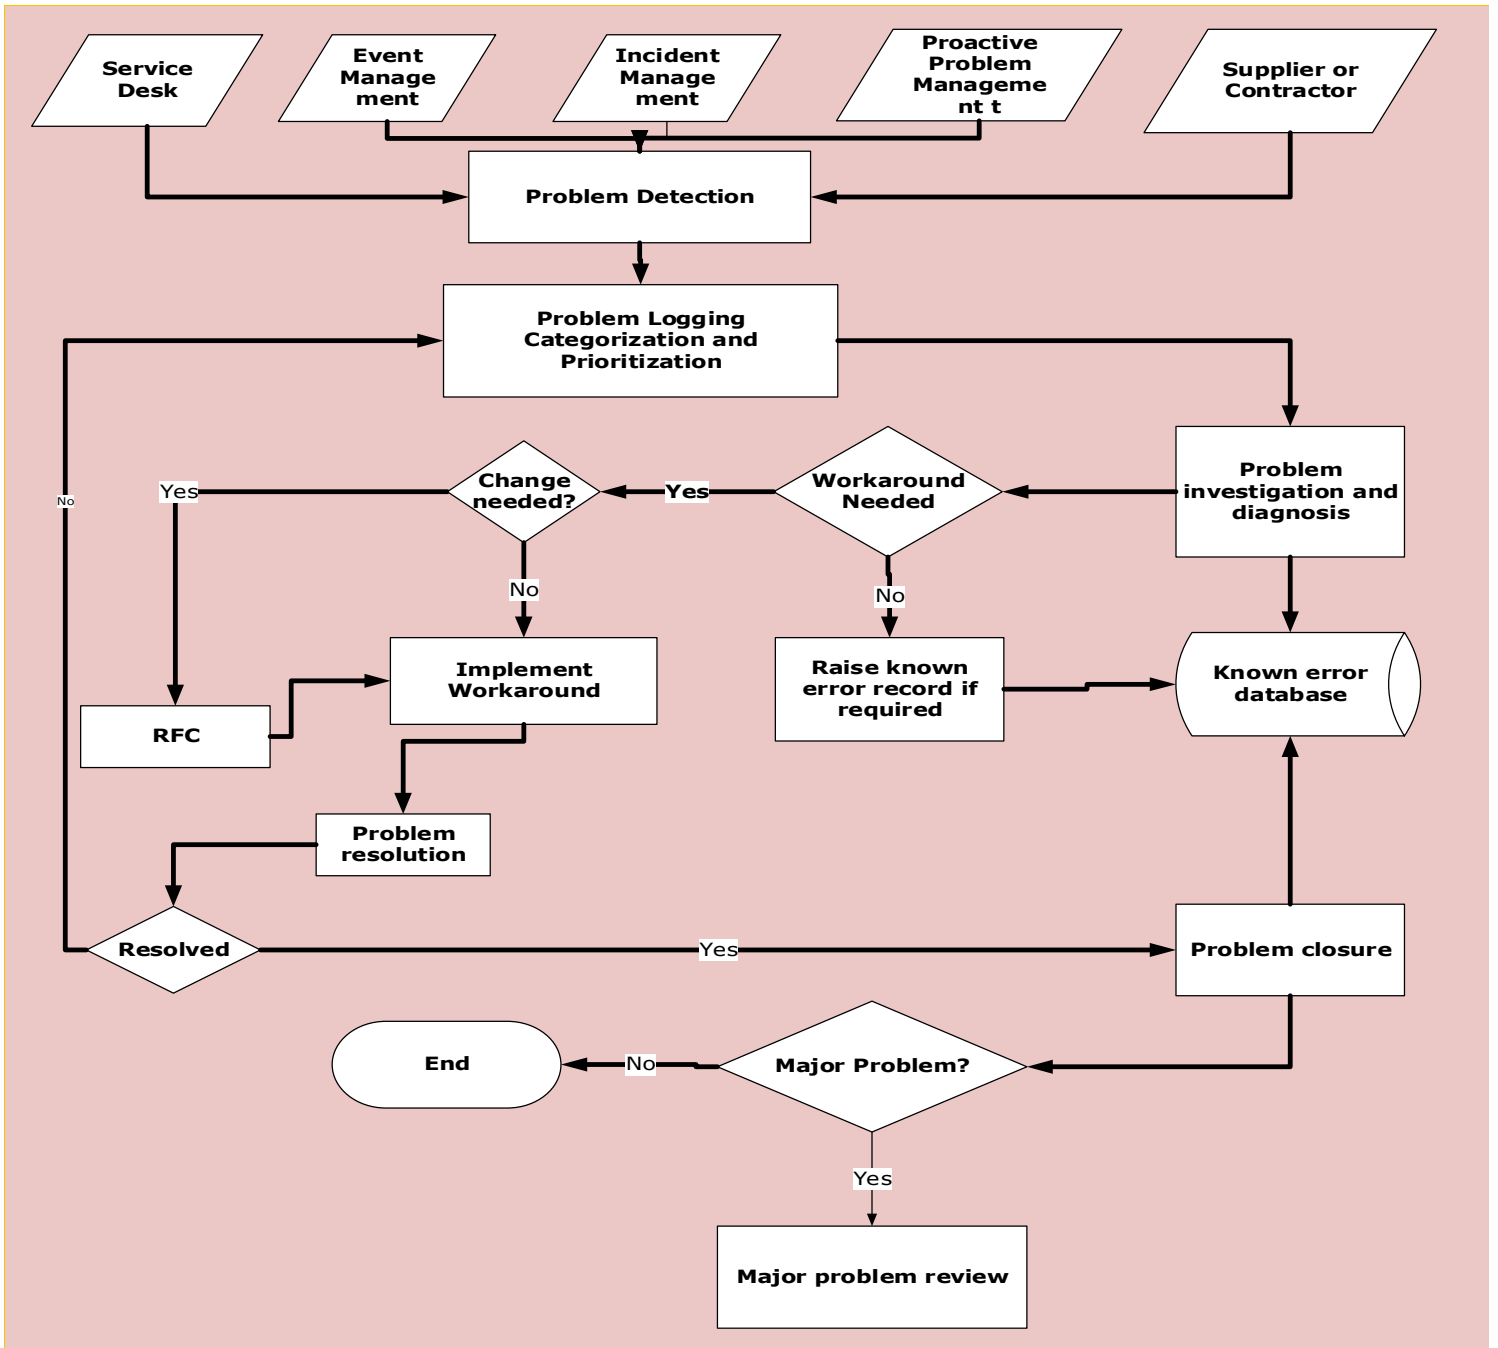 Service
Desk
Event
Manage
ment
Incident
Manage
ment
Proactive
Problem
Manageme
nt t
Supplier or
Contractor
Problem Detection
Problem Logging
Categorization and
Prioritization
No
Yes
Change
needed?
Yes
Workaround
Needed
Problem
investigation and
diagnosis
No
No
Implement
Workaround
Raise known
error record if
required
Known error
database
RFC
Problem
resolution
Resolved
Yes
Problem closure
End
No
Major Problem?
Yes
Major problem review